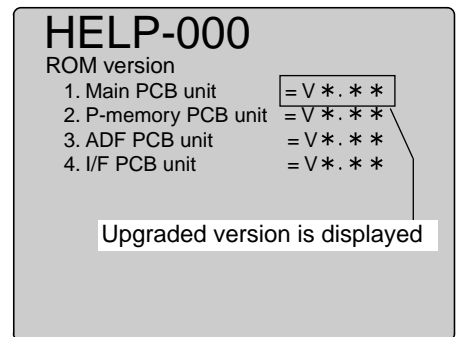 HELP-000
ROM version
1. Main PCB unit = V＊.＊＊
2. P-memory PCB unit = V＊.＊＊
3. ADF PCB unit = V＊.＊＊
4. I/F PCB unit = V＊.＊＊
Upgraded version is displayed